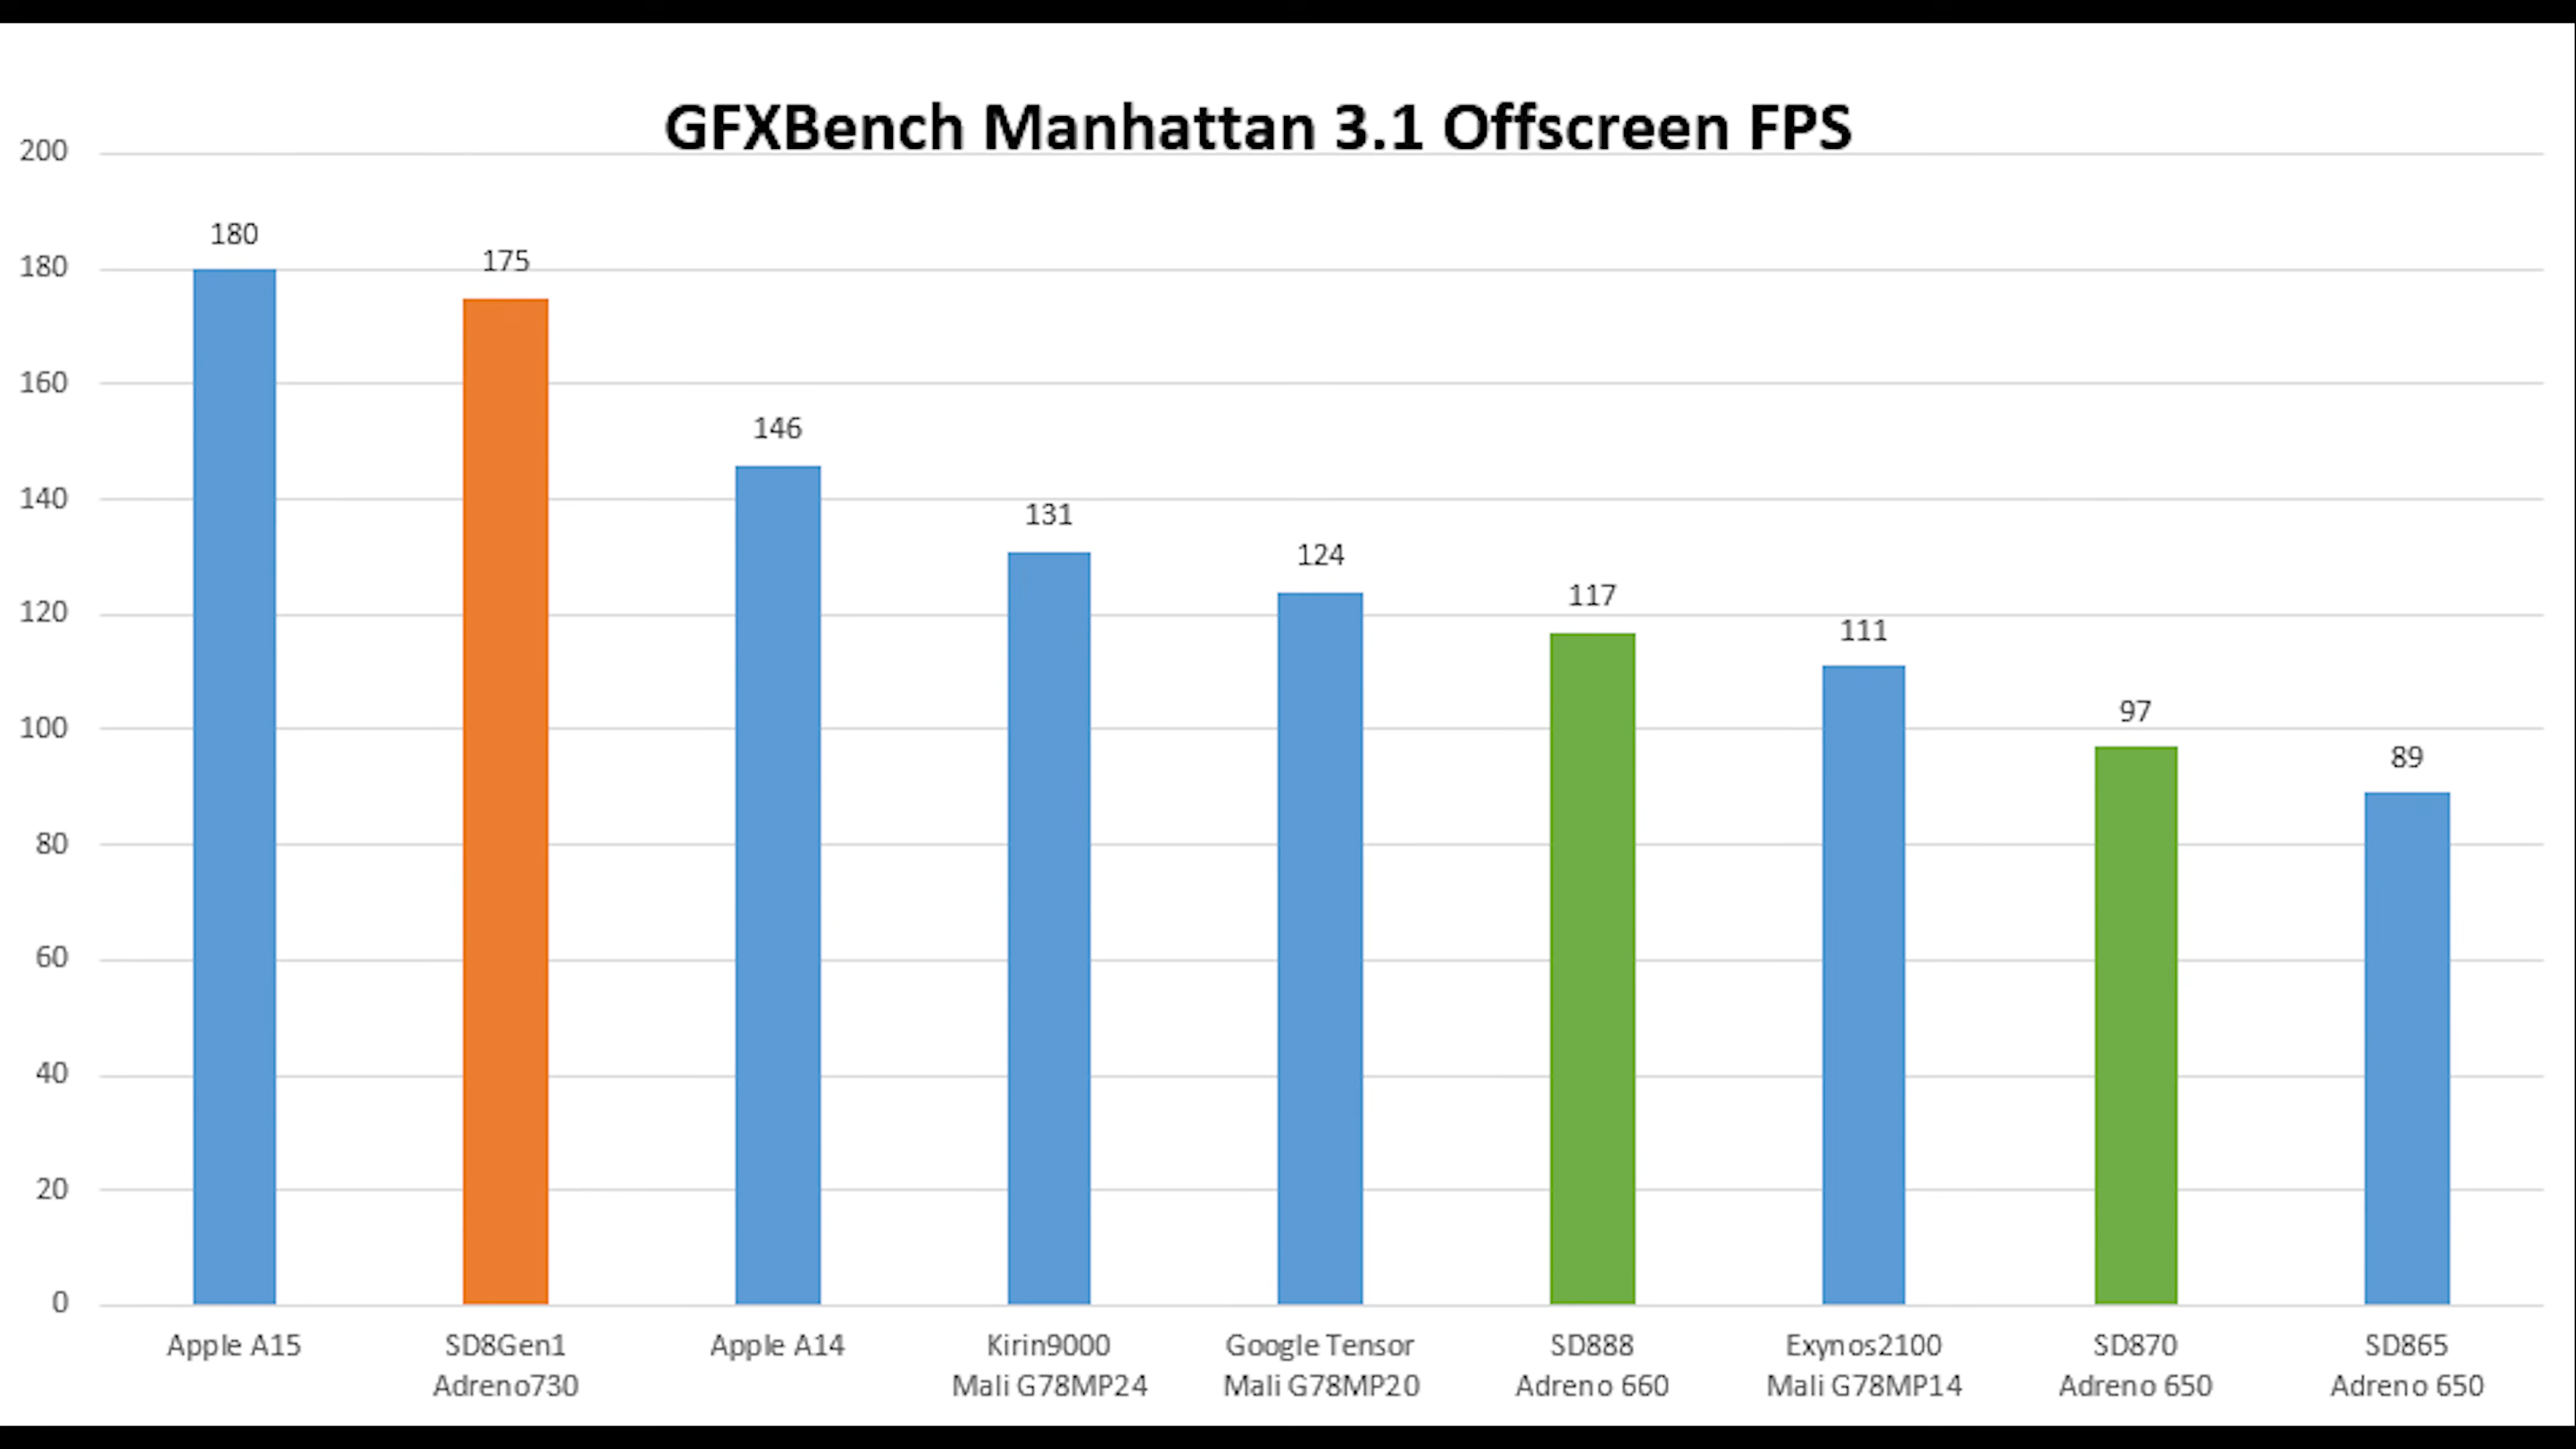 GFXBench Manhattan 3.1 Offscreen FPS
200
180
160
140
120
100
80
60
40
20
0
180
175
146
131
124
117
111
97
89
Apple A15
SD8Gen1
Adreno730
Apple A14
Kirin9000
Mali G78MP24
Google Tensor
Mali G78MP20
SD888
Adreno 660
Exynos2100
Mali G78MP14
SD870
Adreno 650
SD865
Adreno 650